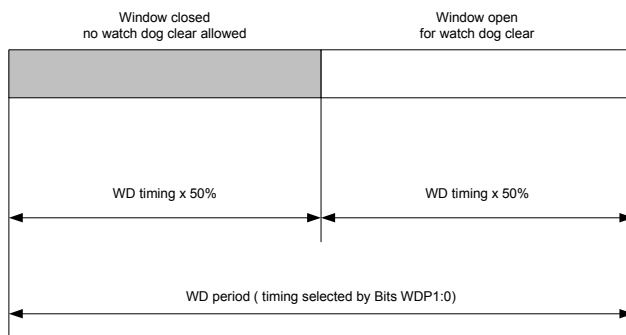 Window closed
no watch dog clear allowed
Window open
for watch dog clear
WD timing x 50%
WD timing x 50%
WD period ( timing selected by Bits WDP1:0)